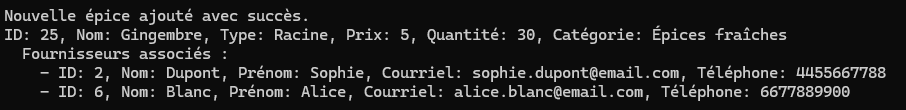 Nouvelle épice ajouté avec succès.
ID: 25, Nom: Gingembre, Type: Racine, Prix: 5, Quantité: 30, Catégorie: Épices fraîches
Fournisseurs associés :
- ID: 2, Nom: Dupont, Prénom: Sophie, Courriel: sophie.dupont@email.com, Téléphone: 4455667788
- ID: 6, Nom: Blanc, Prénom: Alice, Courriel: alice.blanc@email.com, Téléphone: 6677889900